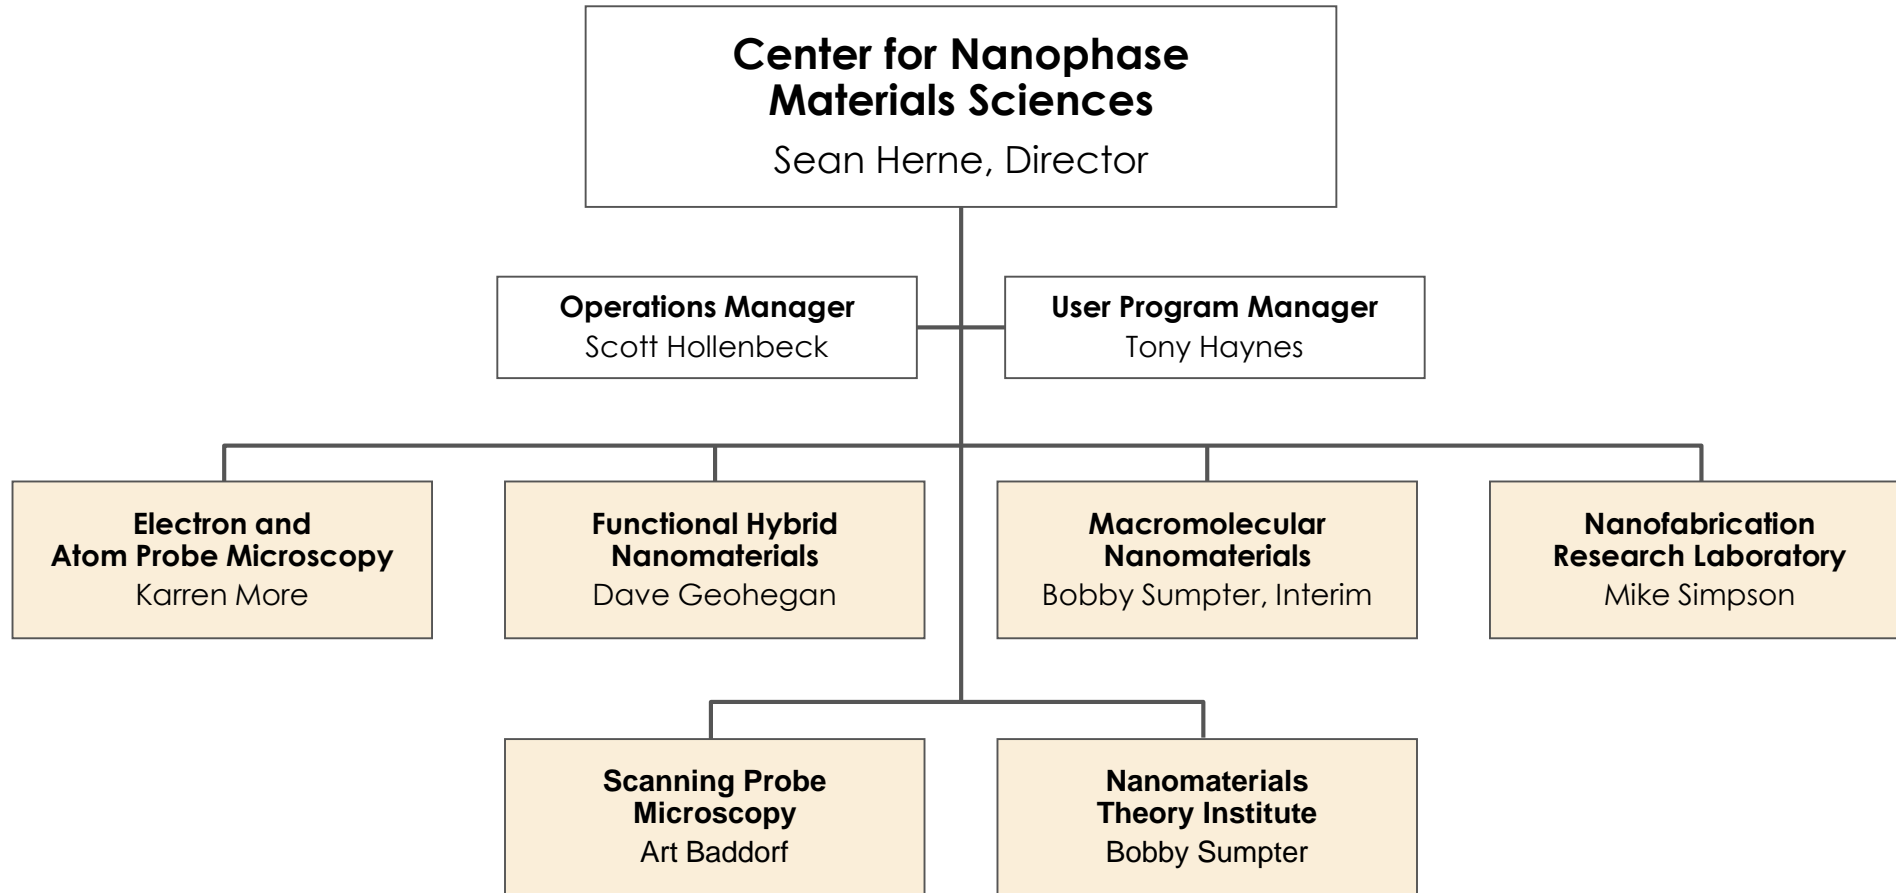 Center for Nanophase
Materials Sciences
Sean Herne, Director
Operations Manager
Scott Hollenbeck
User Program Manager
Tony Haynes
Electron and
Atom Probe Microscopy
Karren More
Functional Hybrid
Nanomaterials
Dave Geohegan
Macromolecular
Nanomaterials
Bobby Sumpter, Interim
Nanofabrication
Research Laboratory
Mike Simpson
Scanning Probe
Microscopy
Art Baddorf
Nanomaterials
Theory Institute
Bobby Sumpter